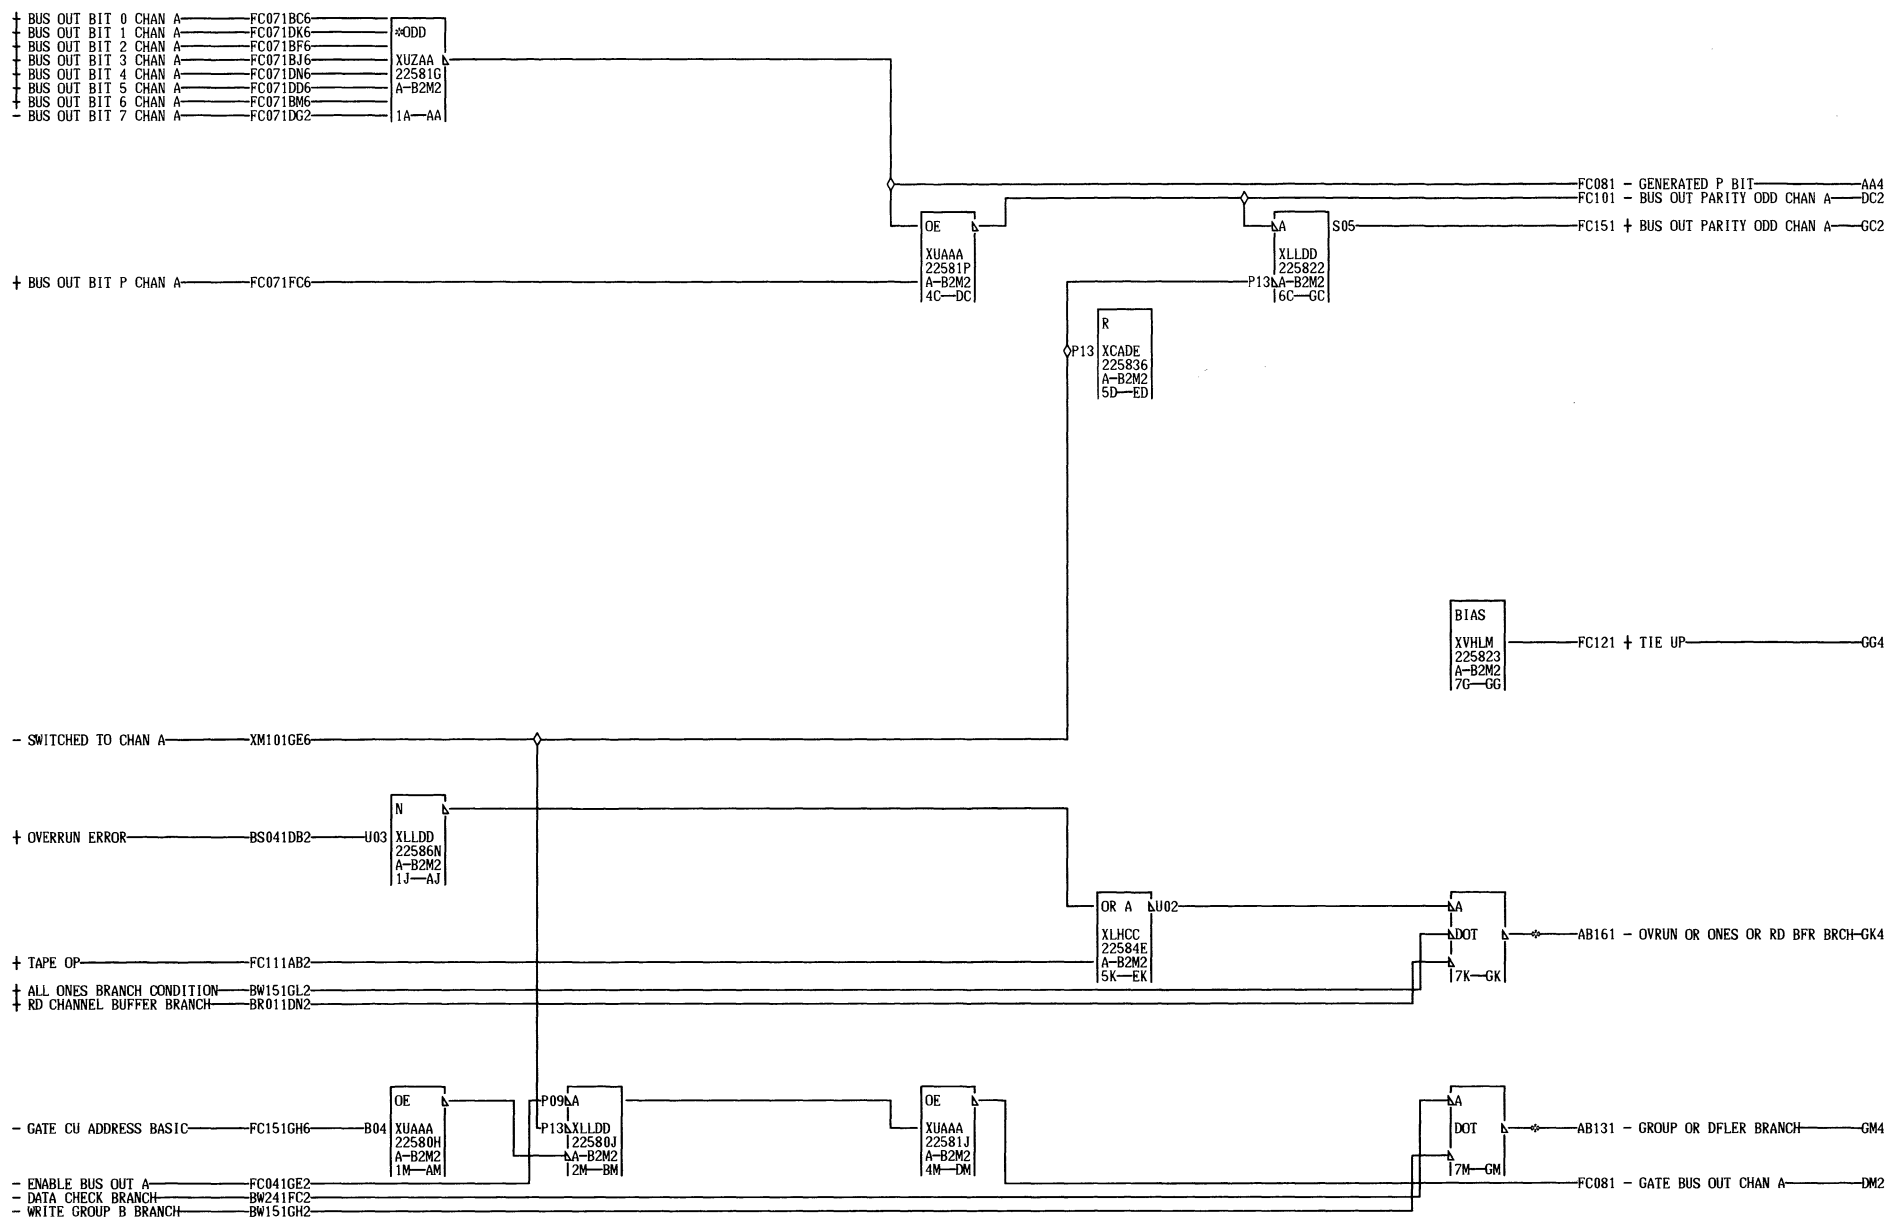 + BUS OUT BIT 0 CHAN A FC071BC6
+ BUS OUT BIT 1 CHAN A FC071DK6
+ BUS OUT BIT 2 CHAN A FC071BF6
+ BUS OUT BIT 3 CHAN A FC071BJ6
+ BUS OUT BIT 4 CHAN A FC071DN6
+ BUS OUT BIT 5 CHAN A FC071DD6
+ BUS OUT BIT 6 CHAN A FC071BM6
- BUS OUT BIT 7 CHAN A FC071DG2
*ODD
XUZAA
22581G
A-B2M2
1A—AA
FC081 - GENERATED P BIT AA4
FC101 - BUS OUT PARITY ODD CHAN A DC2
FC151 + BUS OUT PARITY ODD CHAN A GC2
+ BUS OUT BIT P CHAN A FC071FC6
OE
XUAAA
22581P
A-B2M2
4C—DC
A S05
XLLDD
225822
P13 A-B2M2
6C—GC
R
P13 XCADE
225836
A-B2M2
5D—ED
BIAS
XVHLM
225823
A-B2M2
7G—GG
FC121 + TIE UP GG4
- SWITCHED TO CHAN A XM101GE6
+ OVERRUN ERROR BS041DB2 U03
N
XLLDD
22586N
A-B2M2
1J—AJ
OR A U02
XLHCC
22584E
A-B2M2
5K—EK
A
DOT
7K—GK
AB161 - OVRUN OR ONES OR RD BFR BRCH GK4
+ TAPE OP FC111AB2
+ ALL ONES BRANCH CONDITION BW151GL2
+ RD CHANNEL BUFFER BRANCH BR011DN2
- GATE CU ADDRESS BASIC FC151GH6 B04
OE
XUAAA
22580H
A-B2M2
1M—AM
P09 A
P13 XLLDD
22580J
A-B2M2
2M—BM
OE
XUAAA
22581J
A-B2M2
4M—DM
A
DOT
7M—GM
AB131 - GROUP OR DFLER BRANCH GM4
- ENABLE BUS OUT A FC041GE2
FC081 - GATE BUS OUT CHAN A DM2
- DATA CHECK BRANCH BW241FC2
- WRITE GROUP B BRANCH BW151GH2